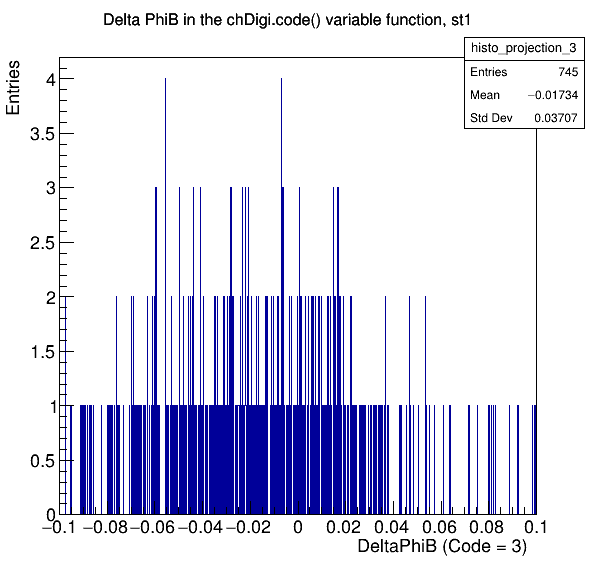 Delta PhiB in the chDigi.code() variable function, st1
histo_projection_3
Entries 745
Mean −0.01734
Std Dev 0.03707
Entries
4
3.5
3
2.5
2
1.5
1
0.5
0
−0.1 −0.08 −0.06 −0.04 −0.02 0 0.02 0.04 0.06 0.08 0.1
DeltaPhiB (Code = 3)